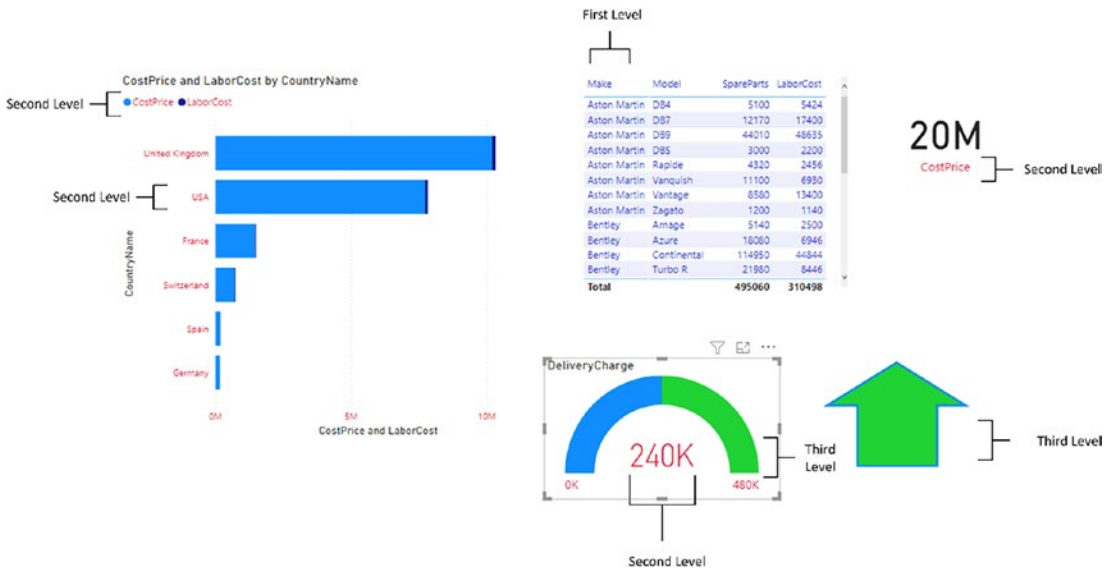 First Level
CostPrice and LaborCost by CountryName
Second Level
CostPrice LaborCost
United Kingdom
Second Level
USA
France
Switzerland
Spain
Germany
CountryName
0M 5M 10M
CostPrice and LaborCost
Make Model SpareParts LaborCost
Aston Martin DB4 5100 5424
Aston Martin DB7 12170 17400
Aston Martin DB9 44010 48635
Aston Martin DBS 3000 2200
Aston Martin Rapide 4320 2456
Aston Martin Vanquish 11100 6930
Aston Martin Vantage 8580 13400
Aston Martin Zagato 1200 1140
Bentley Arnage 5140 2500
Bentley Azure 18080 6946
Bentley Continental 114950 44844
Bentley Turbo R 21980 8446
Total 495060 310498
20M
CostPrice
Second Level
DeliveryCharge
240K
0K 480K
Third
Level
Second Level
Third Level